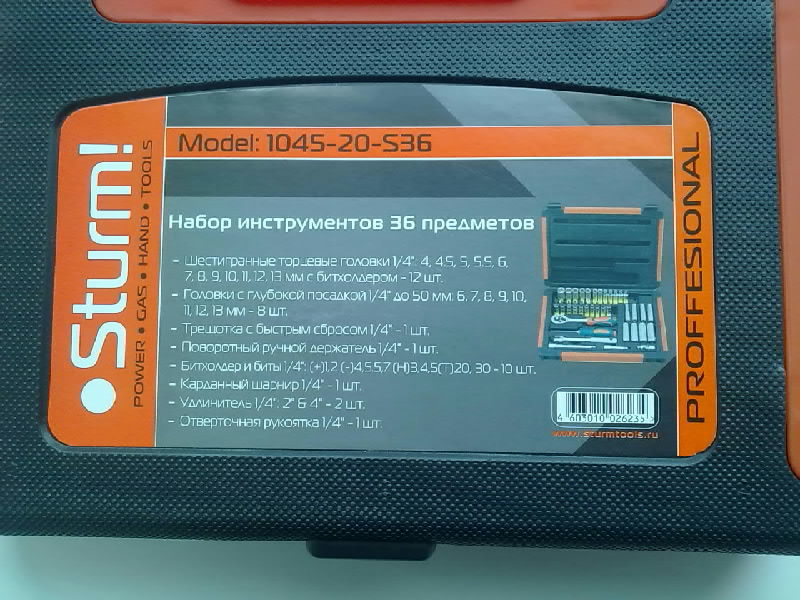 Sturm!
POWER • GAS • HAND • TOOLS
Model: 1045-20-S36
Набор инструментов 36 предметов
- Шестигранные торцевые головки 1/4": 4, 4.5, 5, 5.5, 6,
7, 8, 9, 10, 11, 12, 13 мм с битхолдером - 12 шт.
- Головки с глубокой посадкой 1/4" до 50 мм: 6, 7, 8, 9, 10,
11, 12, 13 мм - 8 шт.
- Трещотка с быстрым сбросом 1/4" - 1 шт.
- Поворотный ручной держатель 1/4" - 1 шт.
- Битхолдер и биты 1/4": (+)1,2 (-)4,5.5,7 (H)3,4,5(T)20, 30 - 10 шт.
- Карданный шарнир 1/4" - 1 шт.
- Удлинитель 1/4": 2" & 4" - 2 шт.
- Отверточная рукоятка 1/4" - 1 шт.
PROFFESIONAL
www.sturmtools.ru